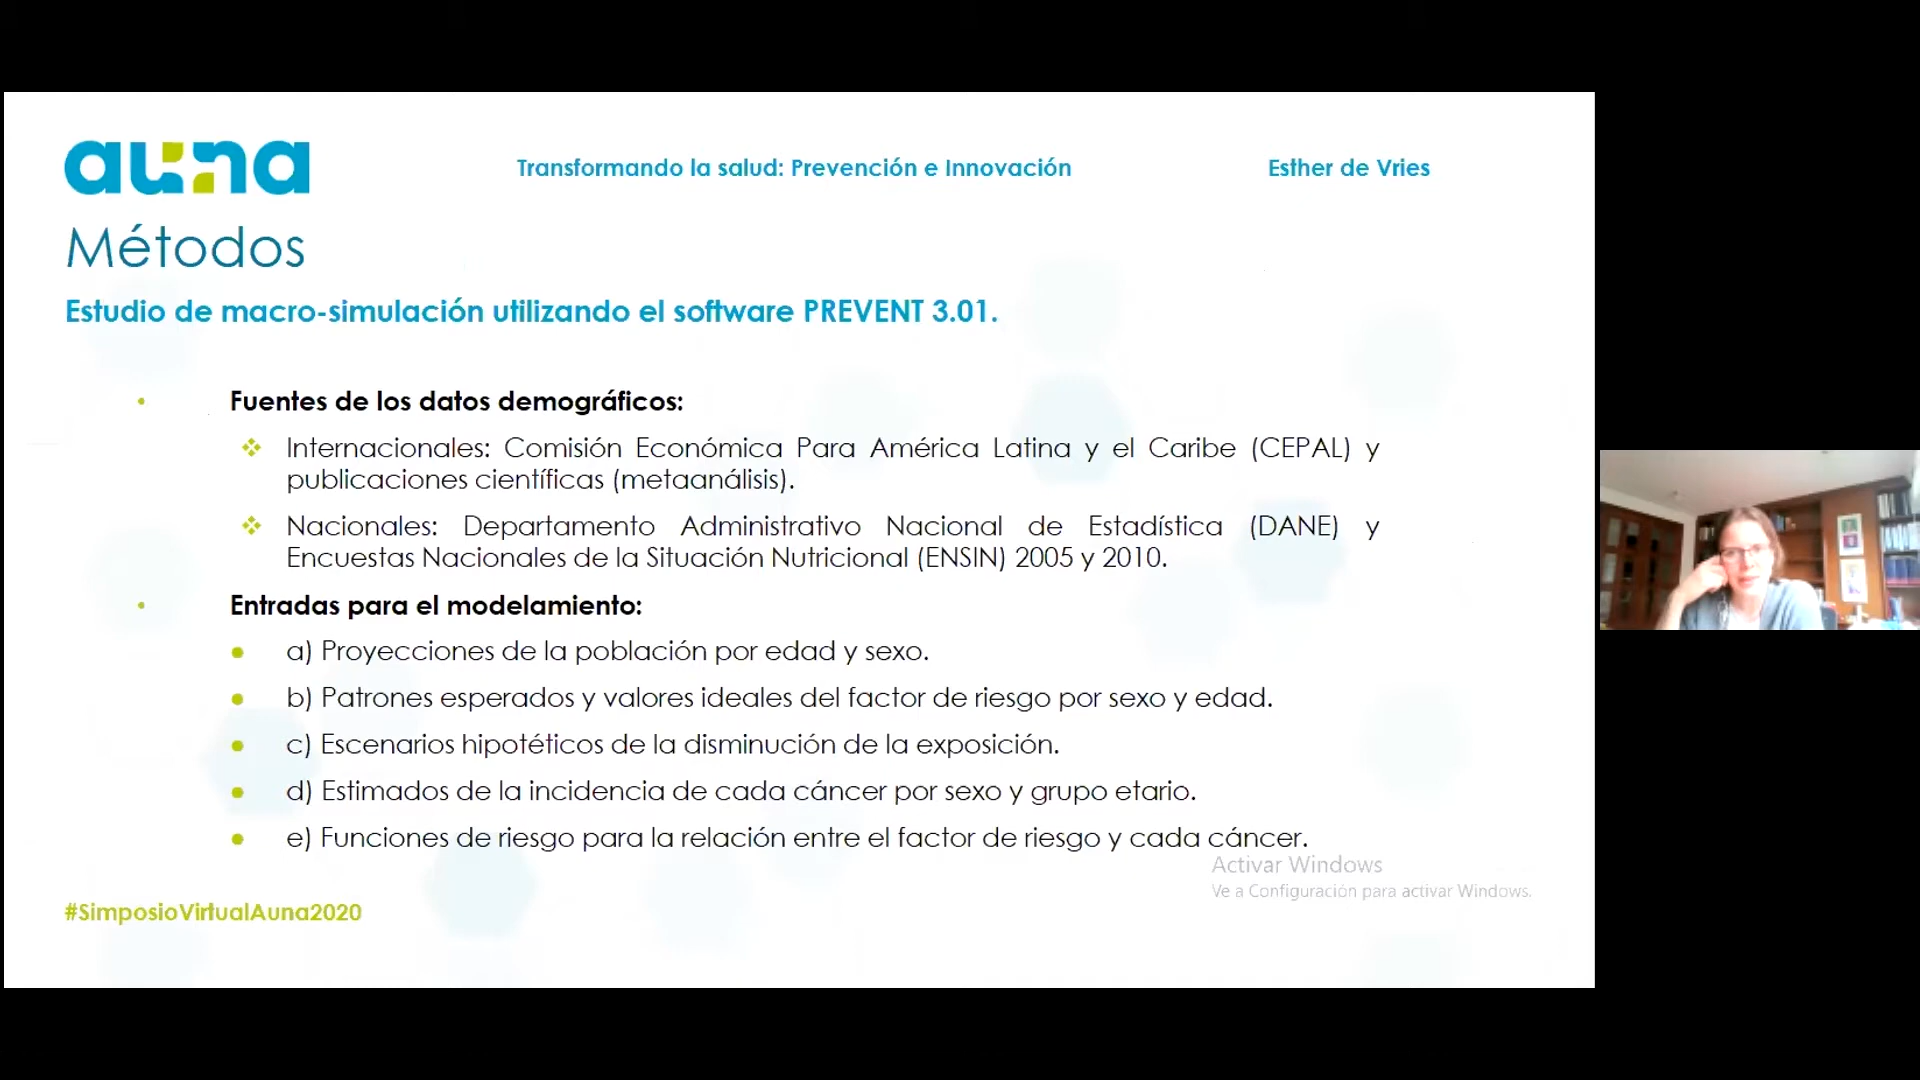 auna
Transformando la salud: Prevención e Innovación
Esther de Vries
Métodos
Estudio de macro-simulación utilizando el software PREVENT 3.01.
Fuentes de los datos demográficos:
Internacionales: Comisión Económica Para América Latina y el Caribe (CEPAL) y
publicaciones científicas (metaanálisis).
Nacionales: Departamento Administrativo Nacional de Estadística (DANE) y
Encuestas Nacionales de la Situación Nutricional (ENSIN) 2005 y 2010.
Entradas para el modelamiento:
a) Proyecciones de la población por edad y sexo.
b) Patrones esperados y valores ideales del factor de riesgo por sexo y edad.
c) Escenarios hipotéticos de la disminución de la exposición.
d) Estimados de la incidencia de cada cáncer por sexo y grupo etario.
e) Funciones de riesgo para la relación entre el factor de riesgo y cada cáncer.
Activar Windows
Ve a Configuración para activar Windows.
#SimposioVirtualAuna2020